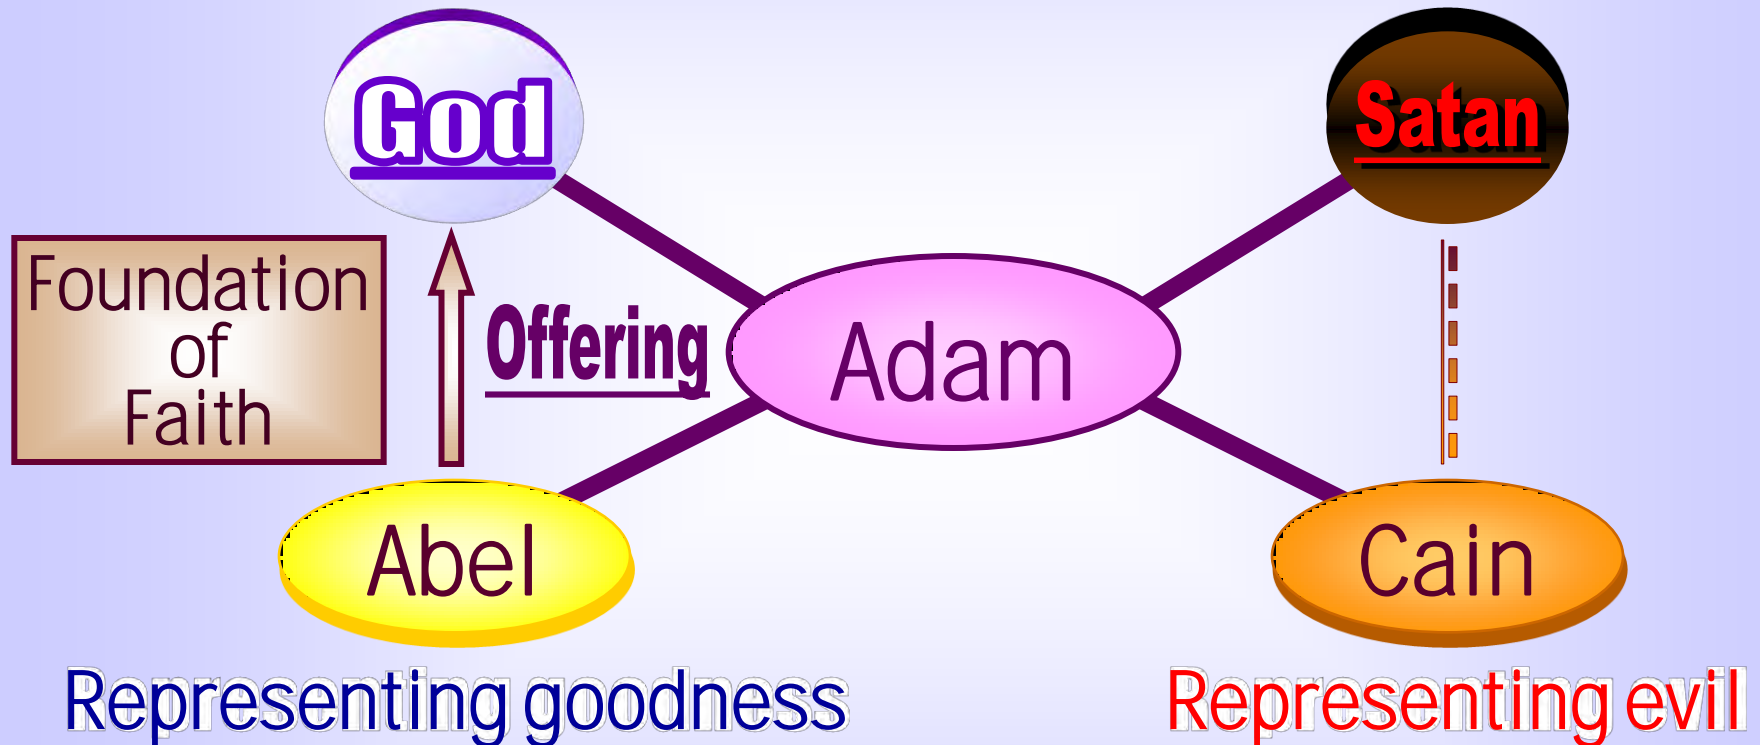 God
Satan
Foundation
of
Faith
Offering
Adam
Abel
Cain
Representing goodness
Representing evil